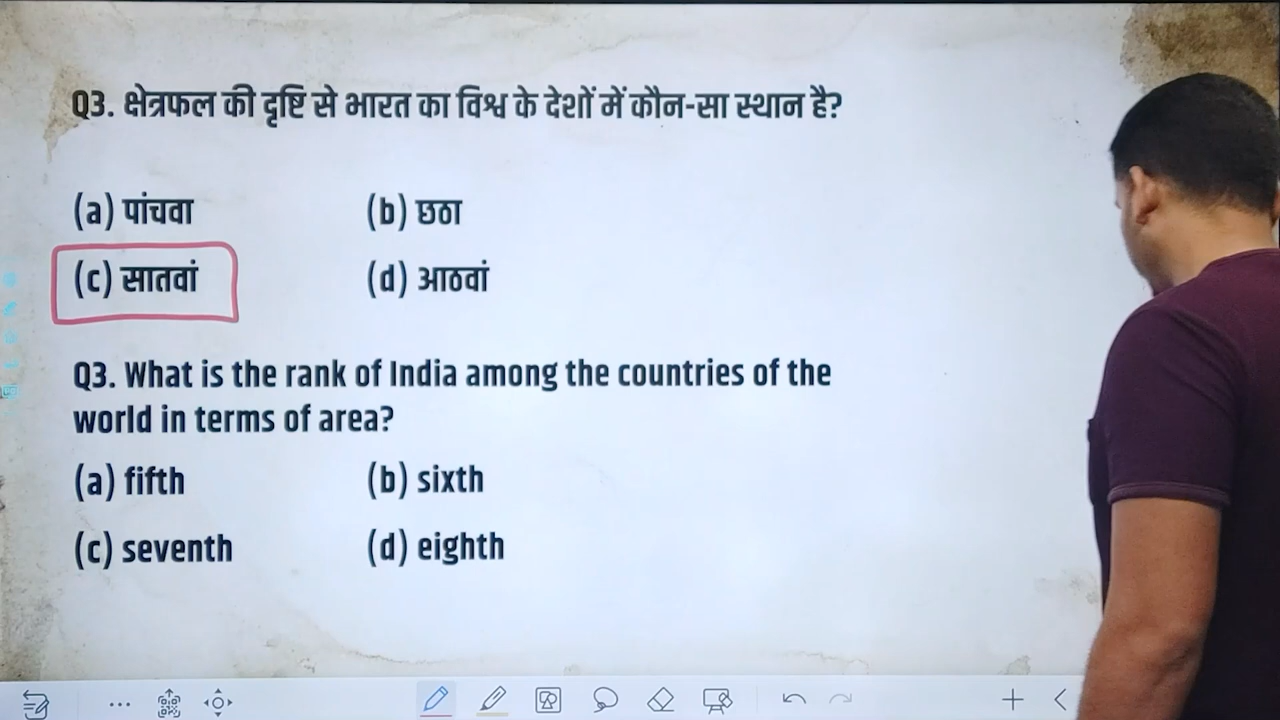 Q3. क्षेत्रफल की दृष्टि से भारत का विश्व के देशों में कौन-सा स्थान है?
(a) पांचवा (b) छठा
(c) सातवां (d) आठवां
Q3. What is the rank of India among the countries of the
world in terms of area?
(a) fifth (b) sixth
(c) seventh (d) eighth